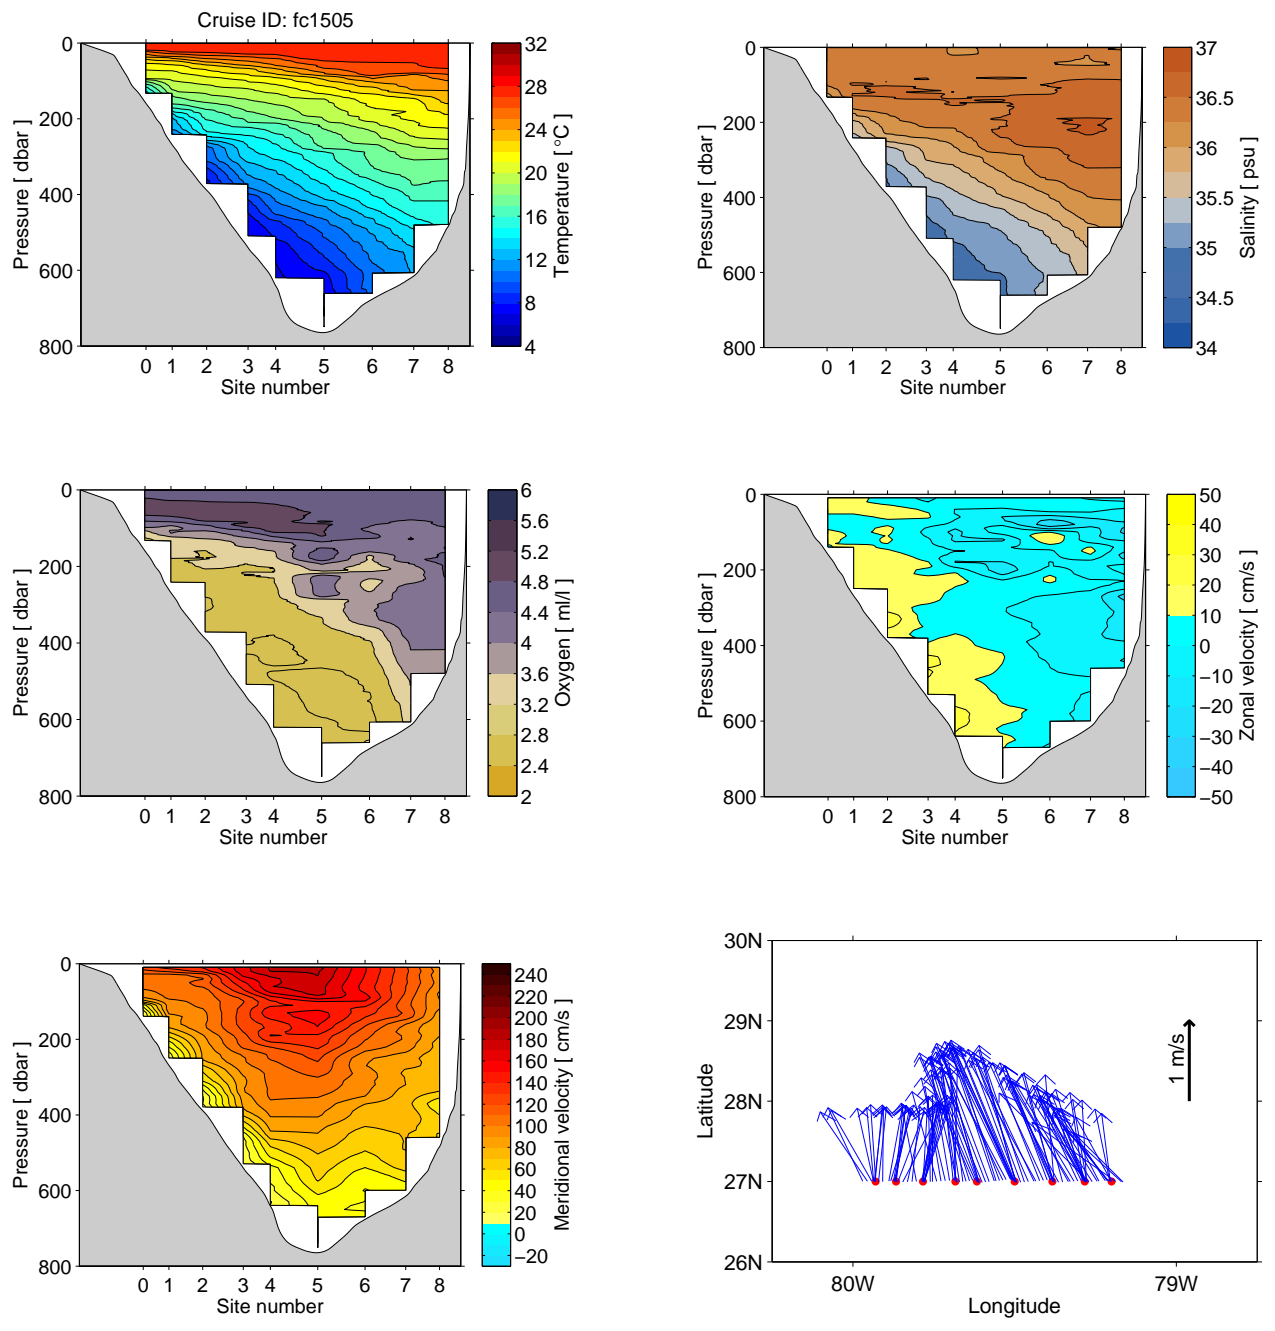 Cruise ID: fc1505
0
200
400
600
800
Pressure [ dbar ]
0 1 2 3 4 5 6 7 8
Site number
32
28
24
20
16
12
8
4
Temperature [ °C ]
0
200
400
600
800
Pressure [ dbar ]
0 1 2 3 4 5 6 7 8
Site number
37
36.5
36
35.5
35
34.5
34
Salinity [ psu ]
0
200
400
600
800
Pressure [ dbar ]
0 1 2 3 4 5 6 7 8
Site number
6
5.6
5.2
4.8
4.4
4
3.6
3.2
2.8
2.4
2
Oxygen [ ml/l ]
0
200
400
600
800
Pressure [ dbar ]
0 1 2 3 4 5 6 7 8
Site number
50
40
30
20
10
0
−10
−20
−30
−40
−50
Zonal velocity [ cm/s ]
0
200
400
600
800
Pressure [ dbar ]
0 1 2 3 4 5 6 7 8
Site number
240
220
200
180
160
140
120
100
80
60
40
20
0
−20
Meridional velocity [ cm/s ]
30N
29N
28N
27N
26N
Latitude
1 m/s
80W 79W
Longitude